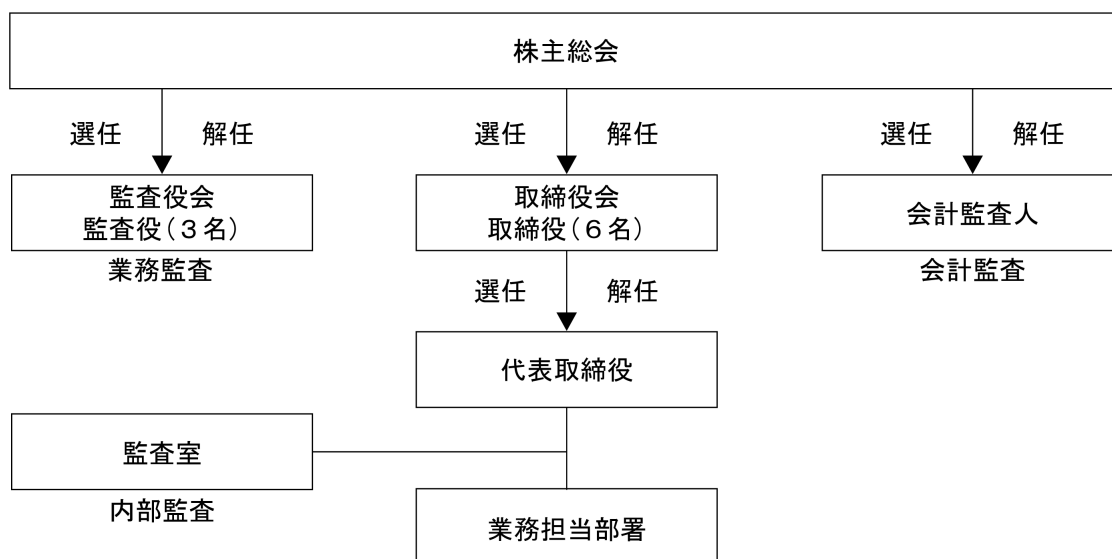 株主総会
選任 解任
選任 解任
選任 解任
監査役会
監査役(3名)
業務監査
取締役会
取締役(6名)
会計監査人
会計監査
選任 解任
代表取締役
監査室
内部監査
業務担当部署